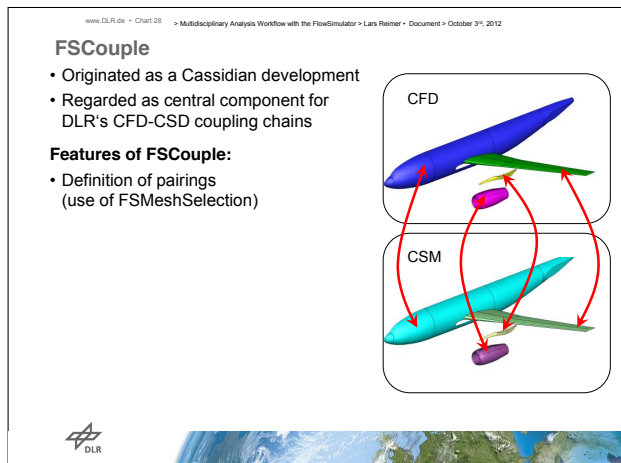 www.DLR.de • Chart 28 > Multidisciplinary Analysis Workflow with the FlowSimulator > Lars Reimer • Document > October 3rd, 2012
FSCouple
• Originated as a Cassidian development
• Regarded as central component for
DLR‘s CFD-CSD coupling chains
Features of FSCouple:
• Definition of pairings
(use of FSMeshSelection)
CFD
CSM
DLR